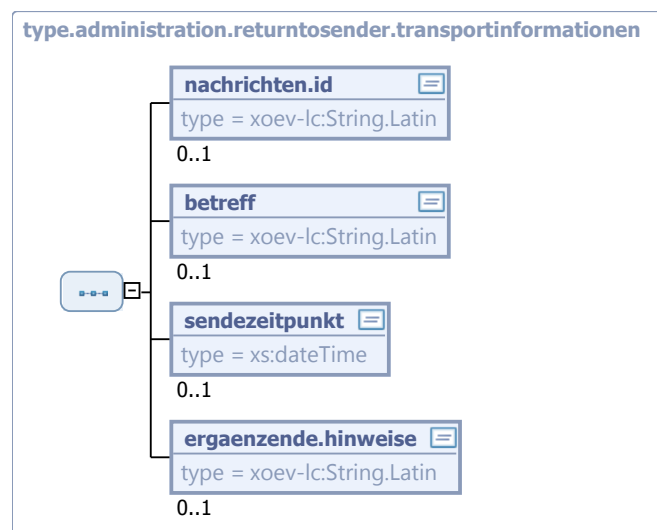 type.administration.returntosender.transportinformationen
nachrichten.id
type = xoev-lc:String.Latin
0..1
betreff
type = xoev-lc:String.Latin
0..1
sendezeitpunkt
type = xs:dateTime
0..1
ergaenzende.hinweise
type = xoev-lc:String.Latin
0..1